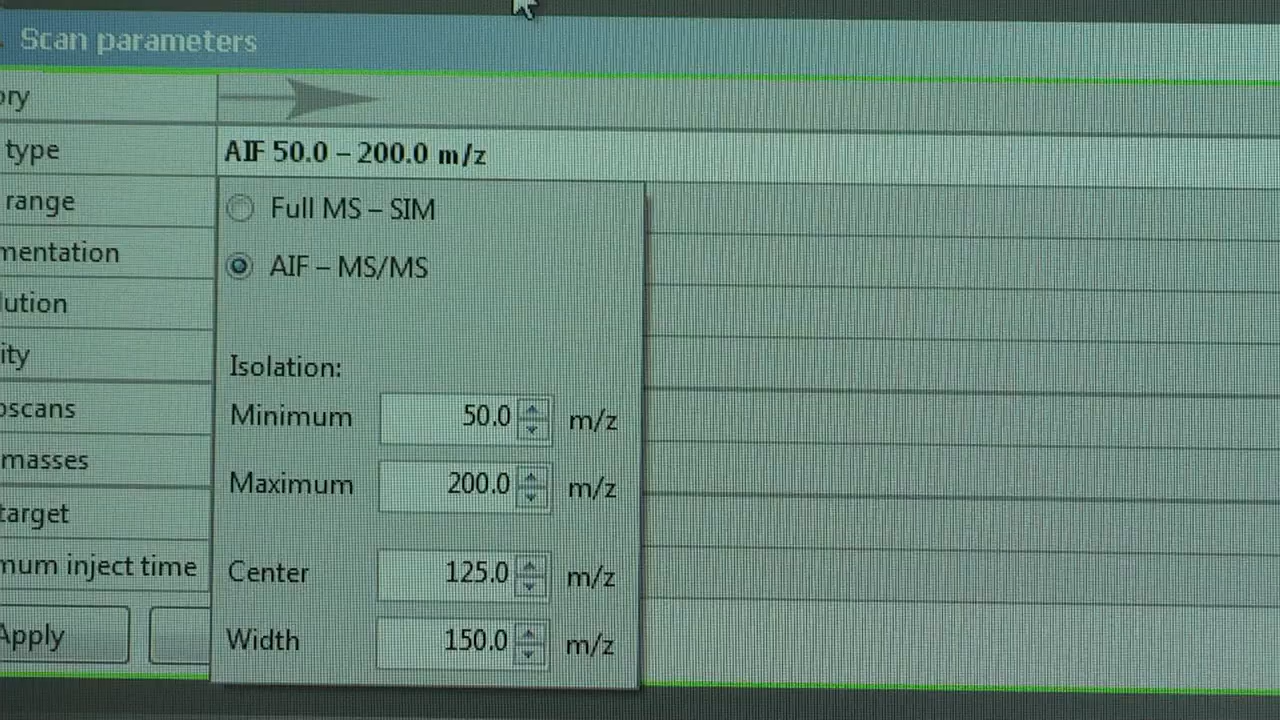 Scan parameters
ory
type
AIF 50.0 – 200.0 m/z
range
Full MS – SIM
mentation
AIF – MS/MS
lution
ity
Isolation:
oscans
Minimum 50.0 m/z
masses
Maximum 200.0 m/z
target
mum inject time
Center 125.0 m/z
Apply
Width 150.0 m/z